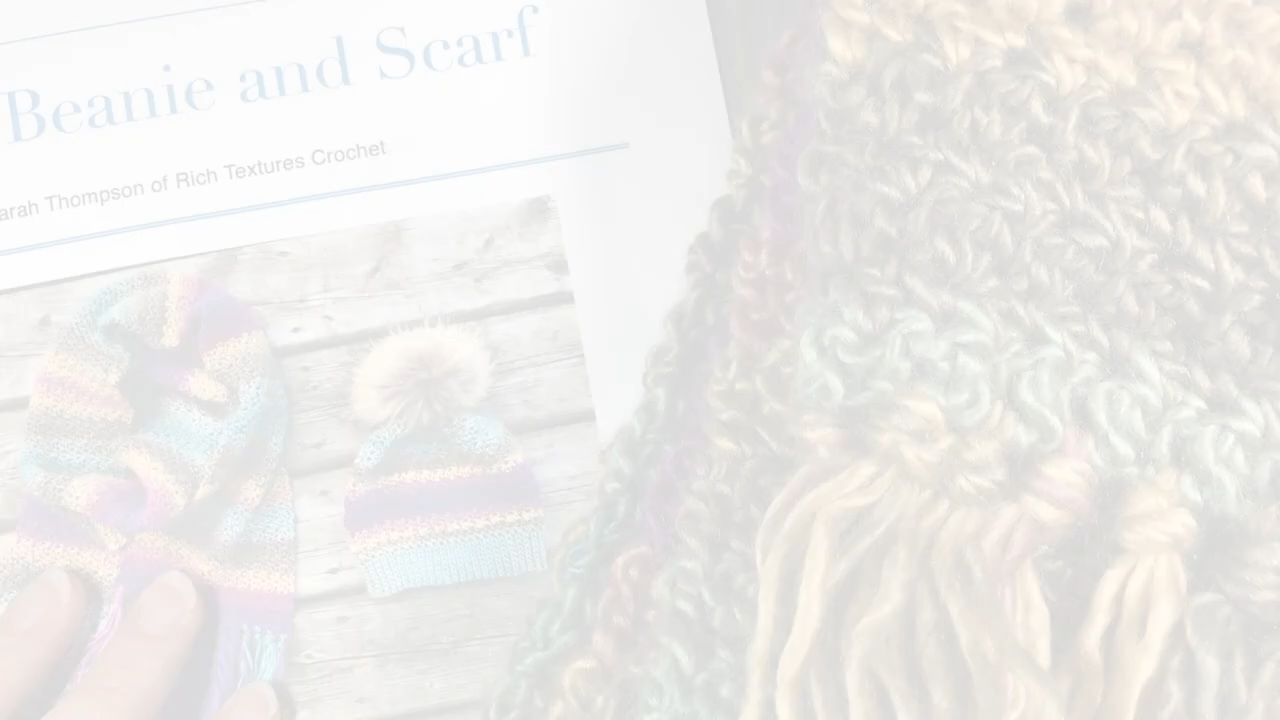 Beanie and Scarf
arah Thompson of Rich Textures Crochet